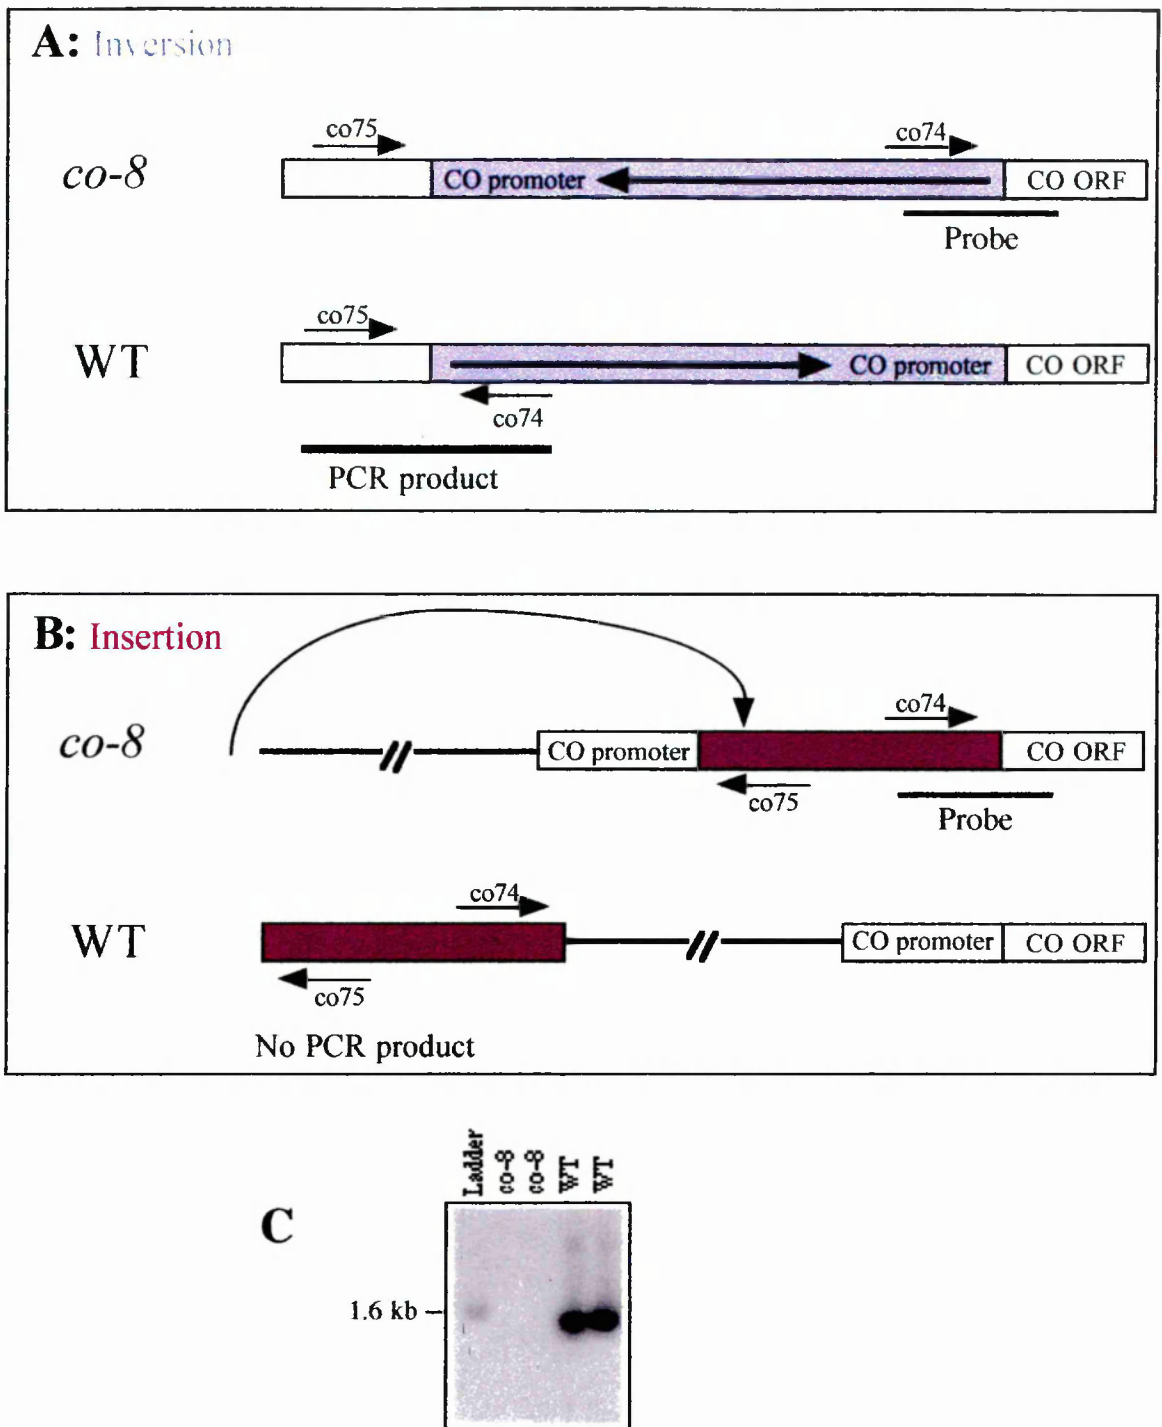 A: Inversion
co75
co74
co-8
CO promoter
CO ORF
Probe
co75
WT
CO promoter
CO ORF
co74
PCR product
B: Insertion
co74
co-8
CO promoter
CO ORF
co75
Probe
co74
WT
CO promoter
CO ORF
co75
No PCR product
Ladder
co-8
co-8
WT
WT
C
1.6 kb